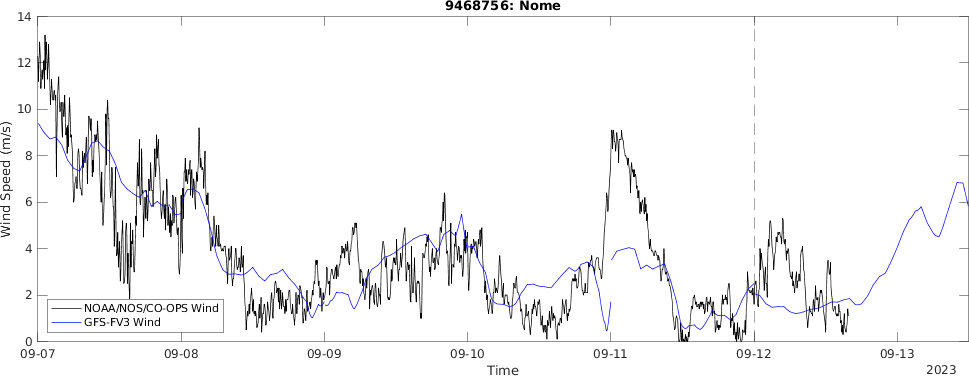 9468756: Nome
Wind Speed (m/s)
14
12
10
8
6
4
2
0
NOAA/NOS/CO-OPS Wind
GFS-FV3 Wind
09-07 09-08 09-09 09-10 09-11 09-12 09-13
Time
2023